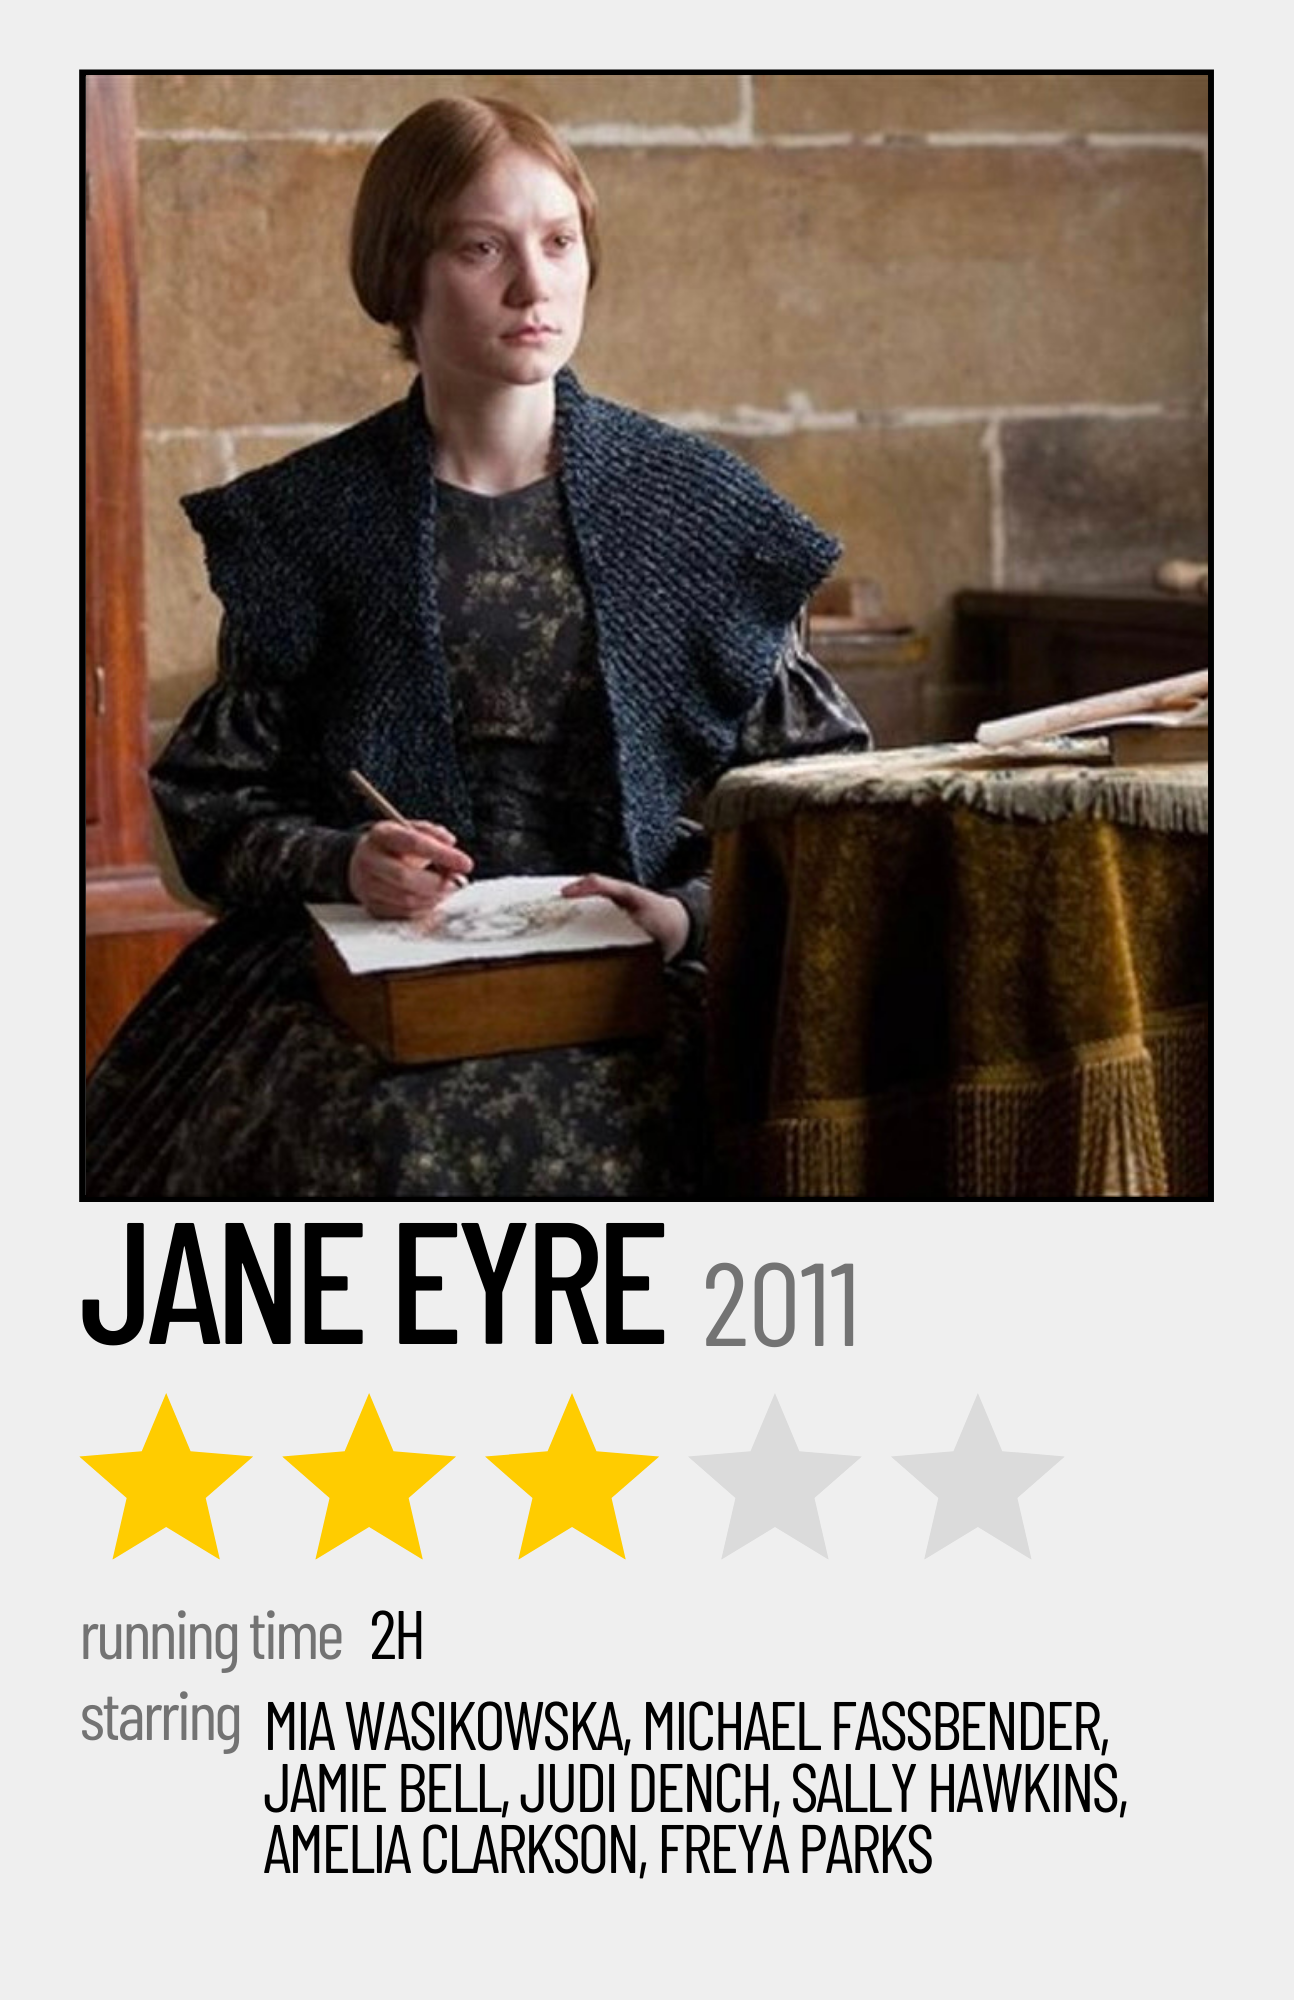 JANE EYRE 2011
running time 2H
starring MIA WASIKOWSKA, MICHAEL FASSBENDER,
JAMIE BELL, JUDI DENCH, SALLY HAWKINS,
AMELIA CLARKSON, FREYA PARKS